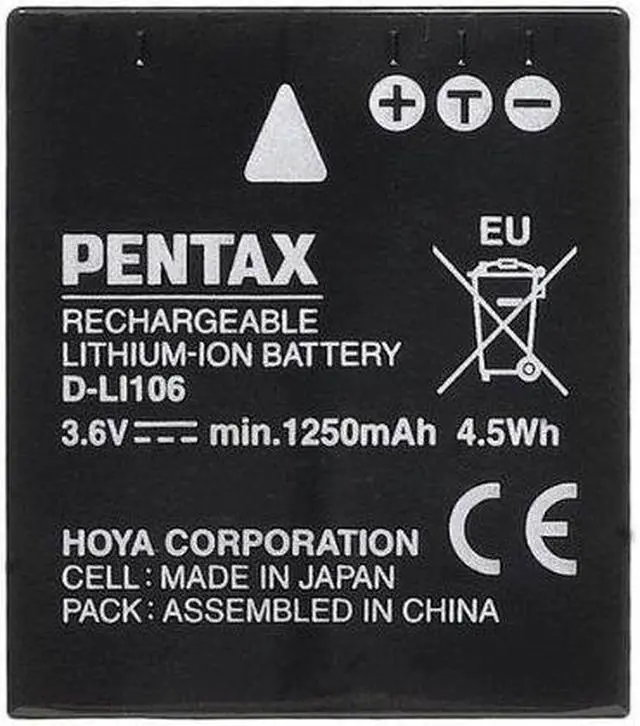 + T −
PENTAX
EU
RECHARGEABLE
LITHIUM-ION BATTERY
D-LI106
3.6V⎓ min.1250mAh 4.5Wh
CE
HOYA CORPORATION
CELL : MADE IN JAPAN
PACK : ASSEMBLED IN CHINA